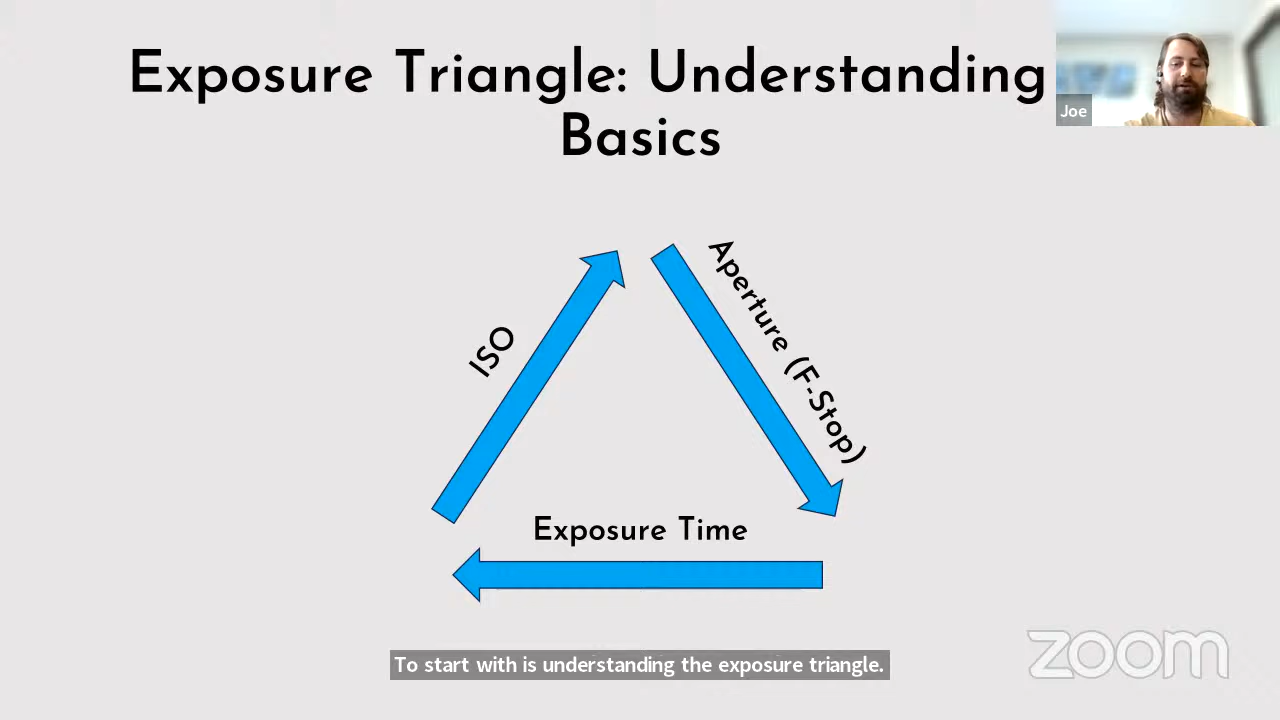 Exposure Triangle: Understanding
Basics
Joe
ISO
Aperture (F-Stop)
Exposure Time
To start with is understanding the exposure triangle.
zoom